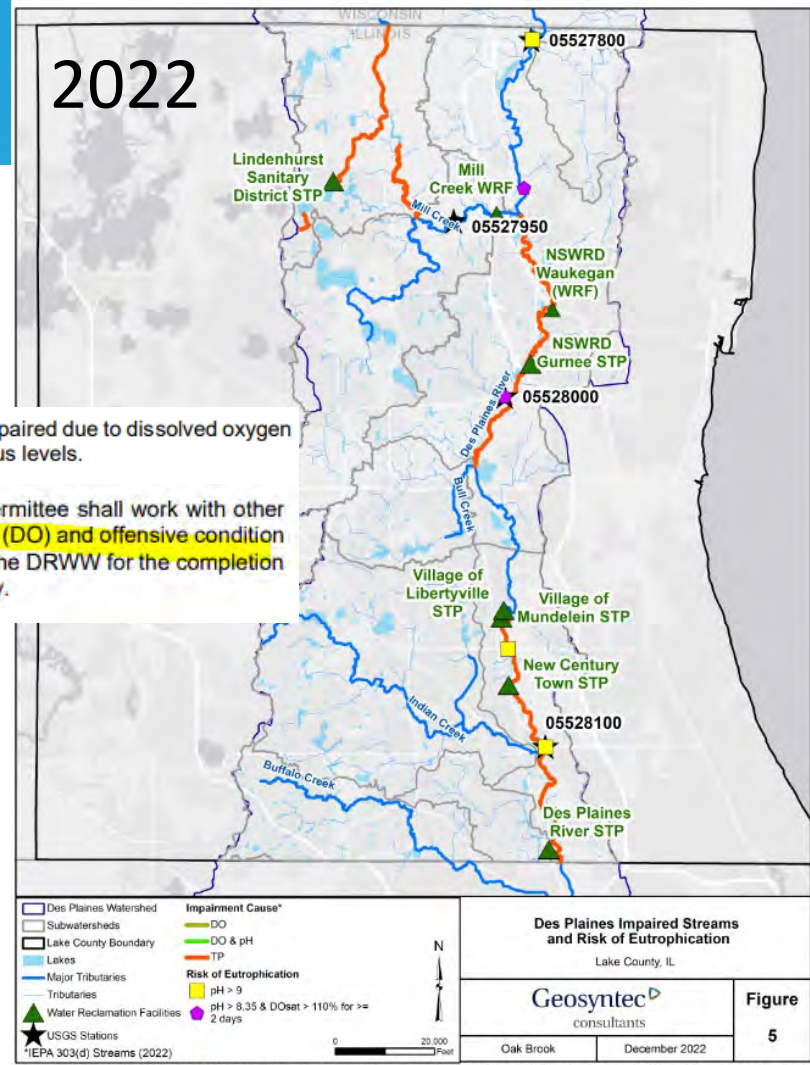 2022
WISCONSIN
ILLINOIS
05527800
Lindenhurst
Sanitary
District STP
Mill
Creek WRF
Mill Creek
05527950
NSWRD
Waukegan
(WRF)
NSWRD
Gurnee STP
05528000
Des Plaines River
Bull Creek
paired due to dissolved oxygen
us levels.
ermittee shall work with other
(DO) and offensive condition
he DRWW for the completion
y.
Village of
Libertyville
STP
Village of
Mundelein STP
New Century
Town STP
05528100
Indian Creek
Buffalo Creek
Des Plaines
River STP
Des Plaines Watershed
Subwatersheds
Lake County Boundary
Lakes
Major Tributaries
Tributaries
Water Reclamation Facilities
USGS Stations
*IEPA 303(d) Streams (2022)
Impairment Cause*
DO
DO & pH
TP
Risk of Eutrophication
pH > 9
pH > 8.35 & DOsat > 110% for >=
2 days
N
0 20,000
Feet
Des Plaines Impaired Streams
and Risk of Eutrophication
Lake County, IL
Geosyntec
consultants
Oak Brook
December 2022
Figure
5